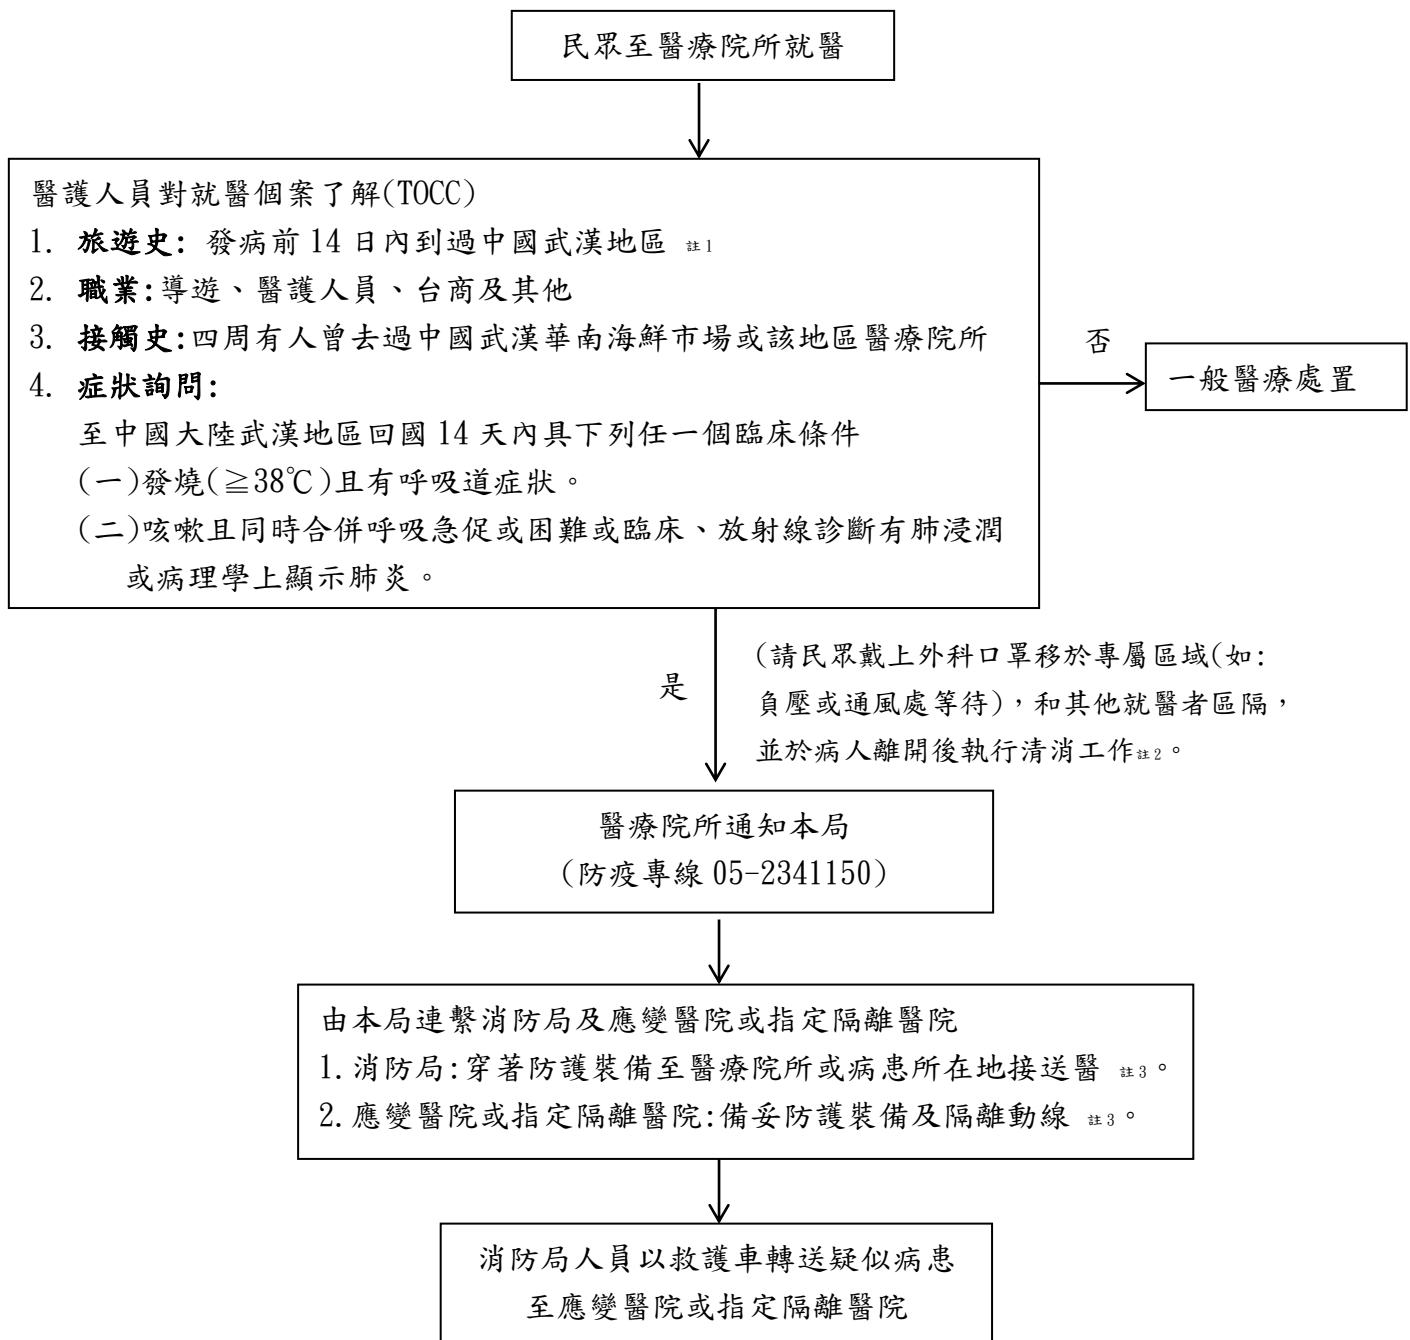 民眾至醫療院所就醫
醫護人員對就醫個案了解(TOCC)
1. 旅遊史: 發病前 14 日內到過中國武漢地區 註1
2. 職業:導遊、醫護人員、台商及其他
3. 接觸史:四周有人曾去過中國武漢華南海鮮市場或該地區醫療院所
4. 症狀詢問:
至中國大陸武漢地區回國 14 天內具下列任一個臨床條件
(一)發燒(≧38℃)且有呼吸道症狀。
(二)咳嗽且同時合併呼吸急促或困難或臨床、放射線診斷有肺浸潤
或病理學上顯示肺炎。
否
一般醫療處置
是
(請民眾戴上外科口罩移於專屬區域(如:
負壓或通風處等待)，和其他就醫者區隔，
並於病人離開後執行清消工作註2。
醫療院所通知本局
(防疫專線 05-2341150)
由本局連繫消防局及應變醫院或指定隔離醫院
1.消防局:穿著防護裝備至醫療院所或病患所在地接送醫 註3。
2.應變醫院或指定隔離醫院:備妥防護裝備及隔離動線 註3。
消防局人員以救護車轉送疑似病患
至應變醫院或指定隔離醫院